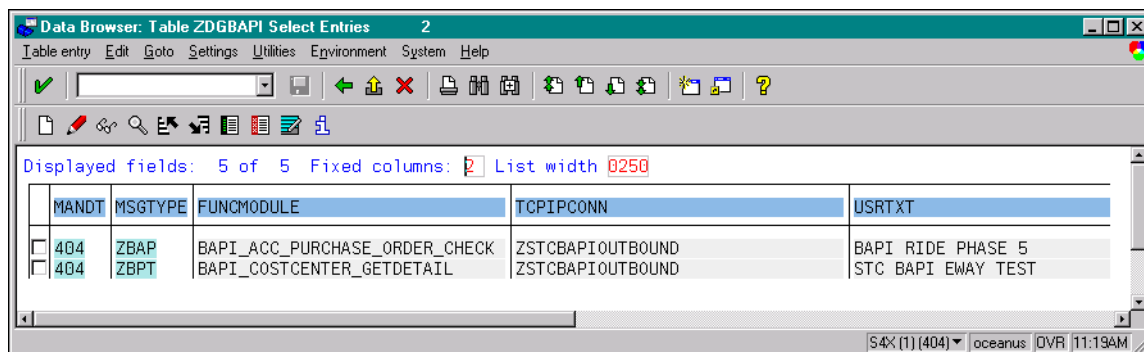 Data Browser: Table ZDGBAPI Select Entries 2
Table entry Edit Goto Settings Utilities Environment System Help
Displayed fields: 5 of 5 Fixed columns: 2 List width 0250
MANDT MSGTYPE FUNCMODULE TCPIPCONN USRTXT
404 ZBAP BAPI_ACC_PURCHASE_ORDER_CHECK ZSTCBAPIOUTBOUND BAPI RIDE PHASE 5
404 ZBPT BAPI_COSTCENTER_GETDETAIL ZSTCBAPIOUTBOUND STC BAPI EWAY TEST
S4X (1) (404) oceanus OVR 11:19AM